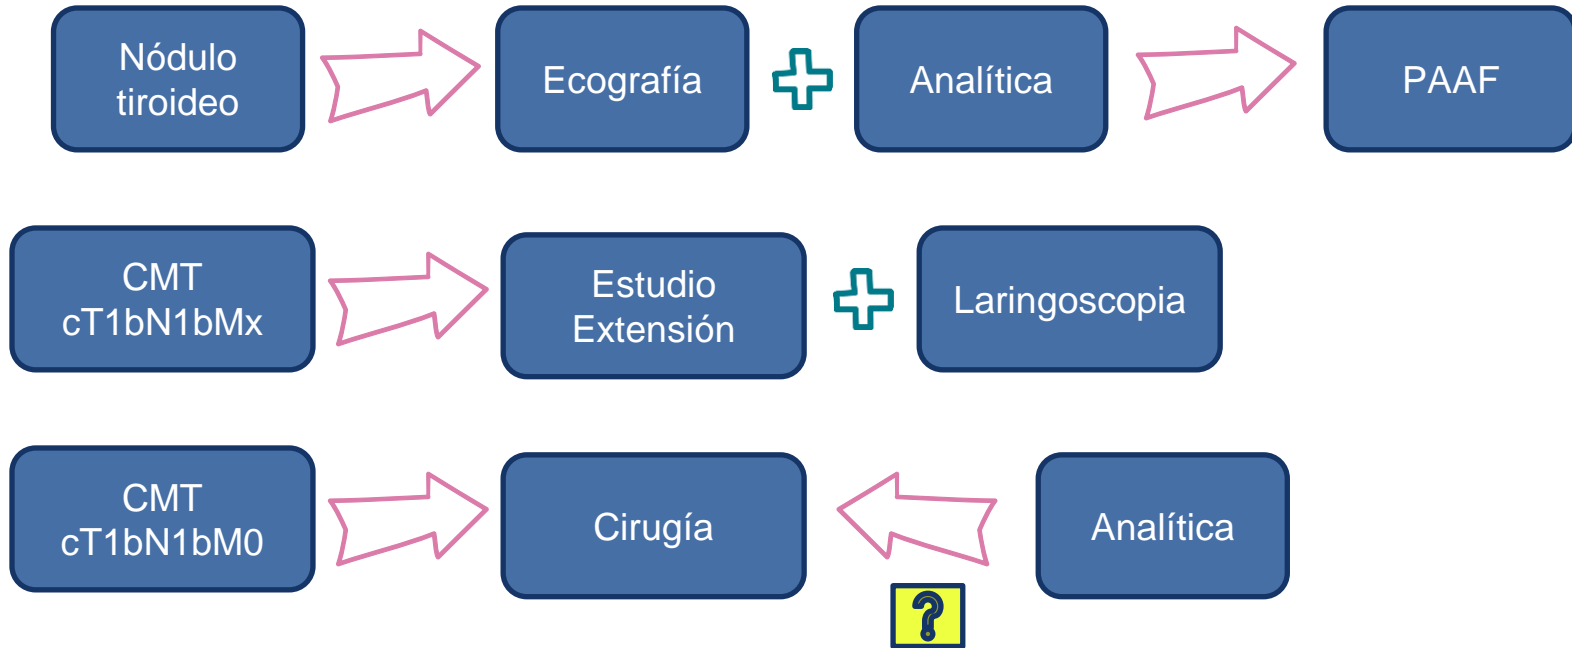 Nódulo
tiroideo
Ecografía
Analítica
PAAF
CMT
cT1bN1bMx
Estudio
Extensión
Laringoscopia
CMT
cT1bN1bM0
Cirugía
Analítica
?